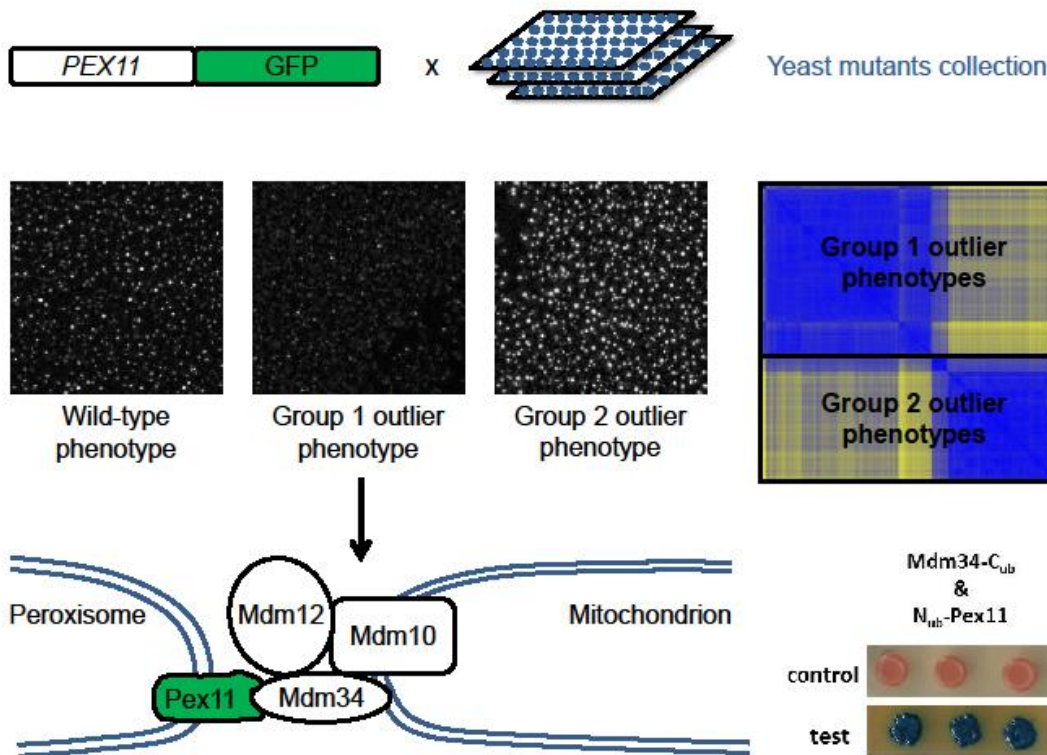 PEX11 GFP x Yeast mutants collection
Wild-type
phenotype
Group 1 outlier
phenotype
Group 2 outlier
phenotype
Group 1 outlier
phenotypes
Group 2 outlier
phenotypes
Peroxisome
Mdm12
Mdm10
Mitochondrion
Pex11
Mdm34
Mdm34-Cub
&
Nub-Pex11
control
test